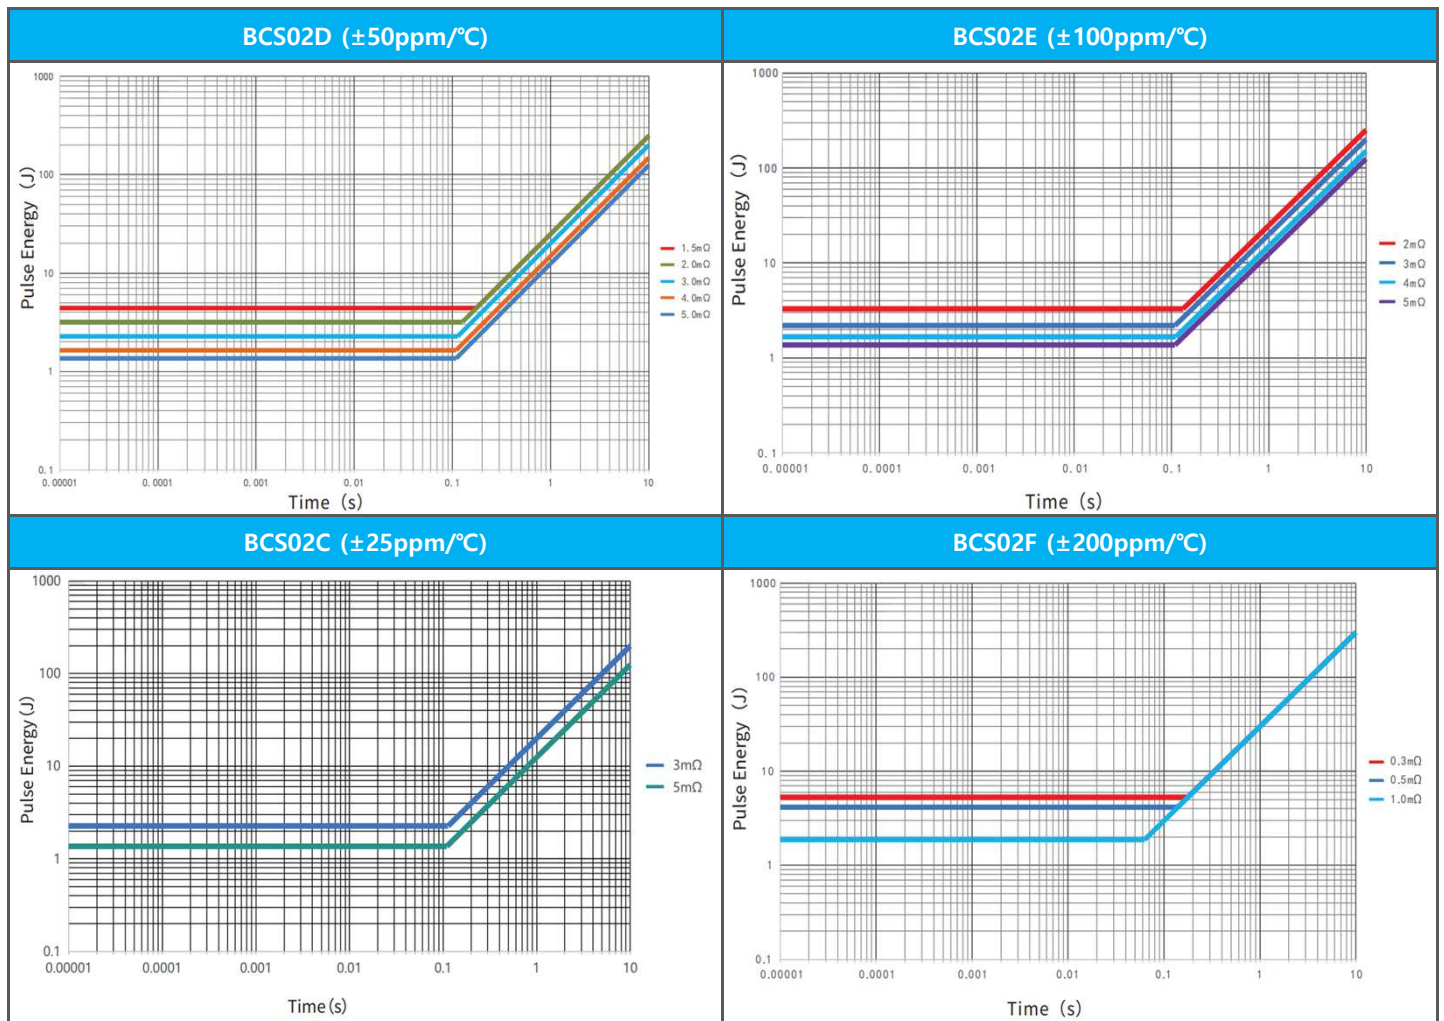 BCS02D (±50ppm/℃)
BCS02E (±100ppm/℃)
1000
100
10
1
0.1
Pulse Energy (J)
0.00001 0.0001 0.001 0.01 0.1 1 10
Time (s)
1.5mΩ
2.0mΩ
3.0mΩ
4.0mΩ
5.0mΩ
1000
100
10
1
0.1
Pulse Energy (J)
0.00001 0.0001 0.001 0.01 0.1 1 10
Time (s)
2mΩ
3mΩ
4mΩ
5mΩ
BCS02C (±25ppm/℃)
BCS02F (±200ppm/℃)
1000
100
10
1
0.1
Pulse Energy (J)
0.00001 0.0001 0.001 0.01 0.1 1 10
Time(s)
3mΩ
5mΩ
1000
100
10
1
0.1
Pulse Energy (J)
0.00001 0.0001 0.001 0.01 0.1 1 10
Time (s)
0.3mΩ
0.5mΩ
1.0mΩ